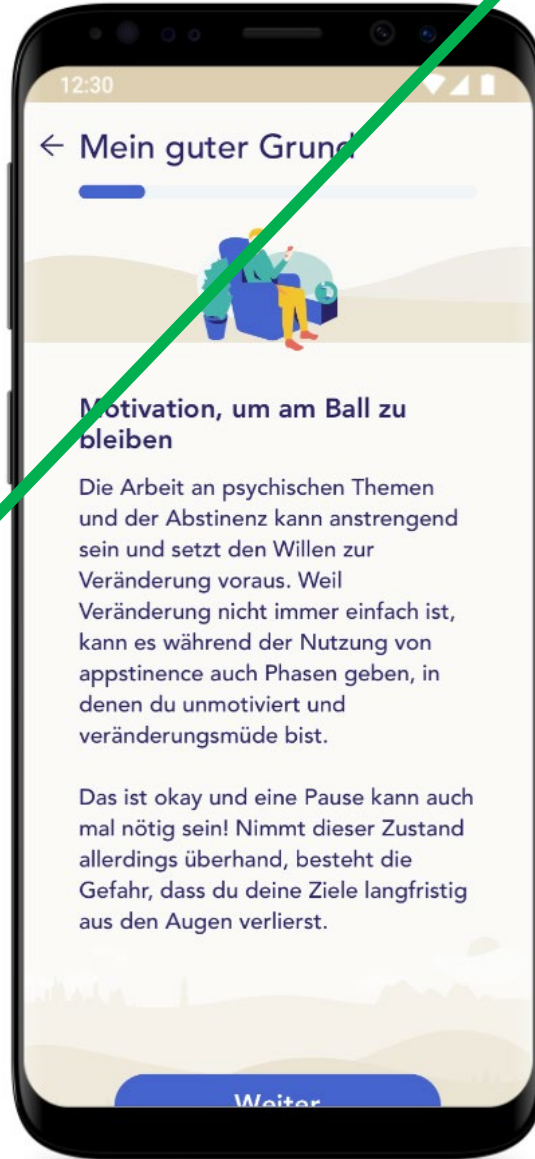 12:30
Mein guter Grund
Motivation, um am Ball zu
bleiben
Die Arbeit an psychischen Themen
und der Abstinenz kann anstrengend
sein und setzt den Willen zur
Veränderung voraus. Weil
Veränderung nicht immer einfach ist,
kann es während der Nutzung von
appstinence auch Phasen geben, in
denen du unmotiviert und
veränderungsmüde bist.
Das ist okay und eine Pause kann auch
mal nötig sein! Nimmt dieser Zustand
allerdings überhand, besteht die
Gefahr, dass du deine Ziele langfristig
aus den Augen verlierst.
Weiter